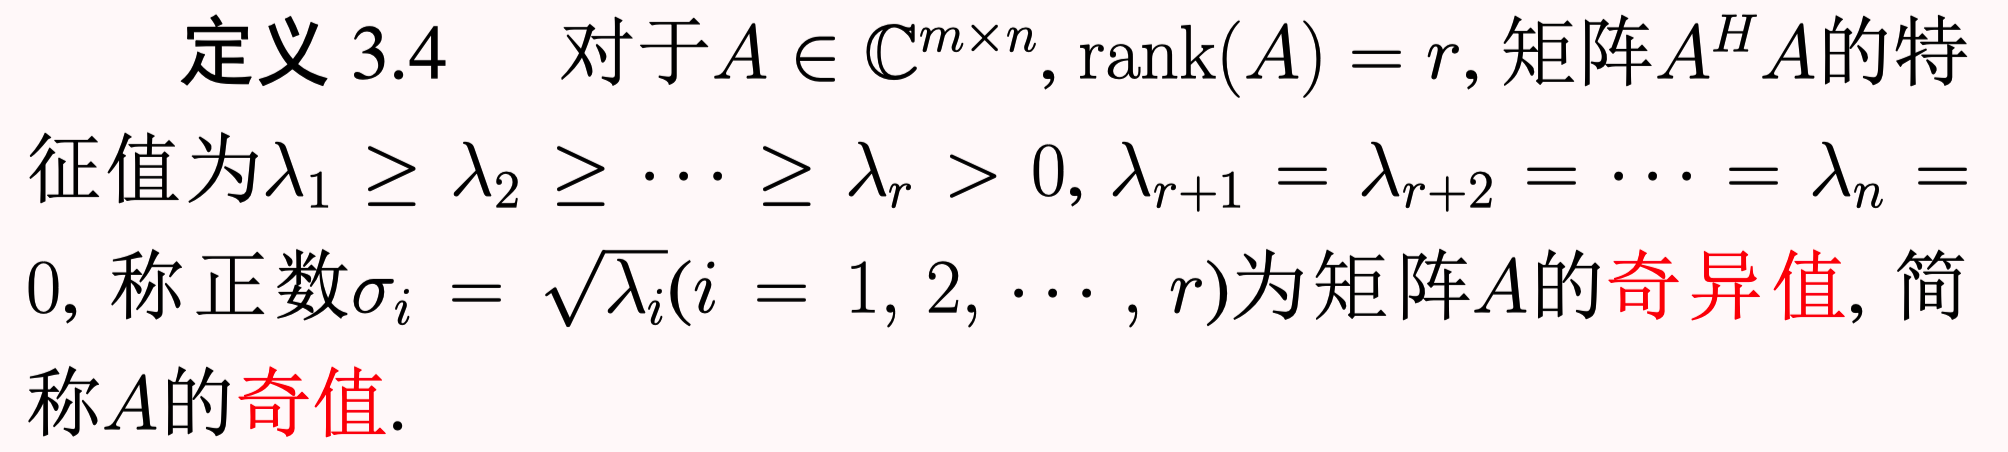 定义 3.4 对于$A \in \mathbb{C}^{m \times n}$, rank$(A) = r$, 矩阵$A^H A$的特
征值为$\lambda_1 \geq \lambda_2 \geq \cdots \geq \lambda_r > 0$, $\lambda_{r+1} = \lambda_{r+2} = \cdots = \lambda_n =$
$0$, 称正数$\sigma_i = \sqrt{\lambda_i}(i = 1, 2, \cdots, r)$为矩阵$A$的奇异值, 简
称$A$的奇值.